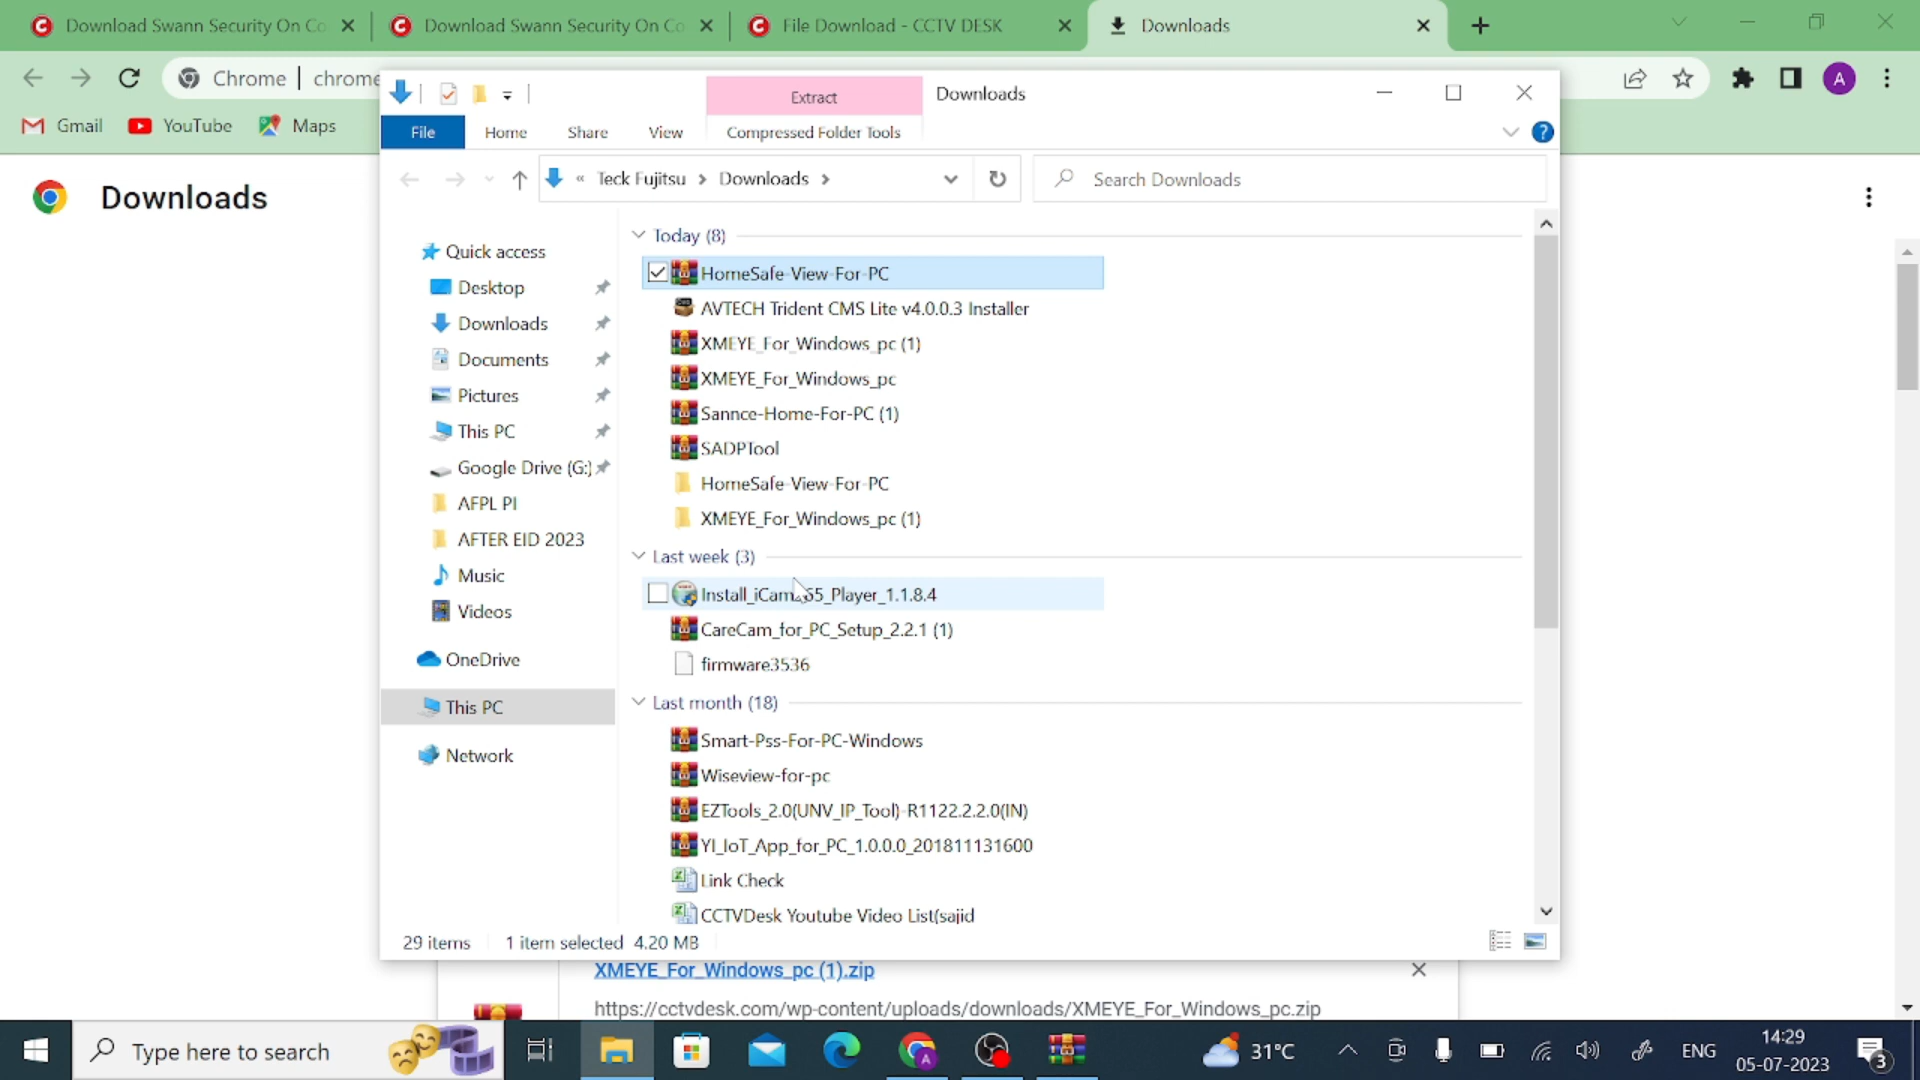 Download Swann Security On Co
Download Swann Security On Co
File Download - CCTV DESK
Downloads
Chrome
chrome
Gmail
YouTube
Maps
Extract
Downloads
File
Home
Share
View
Compressed Folder Tools
« Teck Fujitsu > Downloads >
Search Downloads
Downloads
Quick access
Desktop
Downloads
Documents
Pictures
This PC
Google Drive (G:)
AFPL PI
AFTER EID 2023
Music
Videos
OneDrive
This PC
Network
Today (8)
HomeSafe-View-For-PC
AVTECH Trident CMS Lite v4.0.0.3 Installer
XMEYE_For_Windows_pc (1)
XMEYE_For_Windows_pc
Sannce-Home-For-PC (1)
SADPTool
HomeSafe-View-For-PC
XMEYE_For_Windows_pc (1)
Last week (3)
CareCam_for_PC_Setup_2.2.1 (1)
firmware3536
Last month (18)
Smart-Pss-For-PC-Windows
Wiseview-for-pc
EZTools_2.0(UNV_IP_Tool)-R1122.2.2.0(IN)
YI_IoT_App_for_PC_1.0.0.0_201811131600
Link Check
CCTVDesk Youtube Video List(sajid
29 items
1 item selected 4.20 MB
XMEYE_For_Windows_pc (1).zip
https://cctvdesk.com/wp-content/uploads/downloads/XMEYE_For_Windows_pc.zip
Type here to search
A
31°C
ENG
14:29
05-07-2023
3